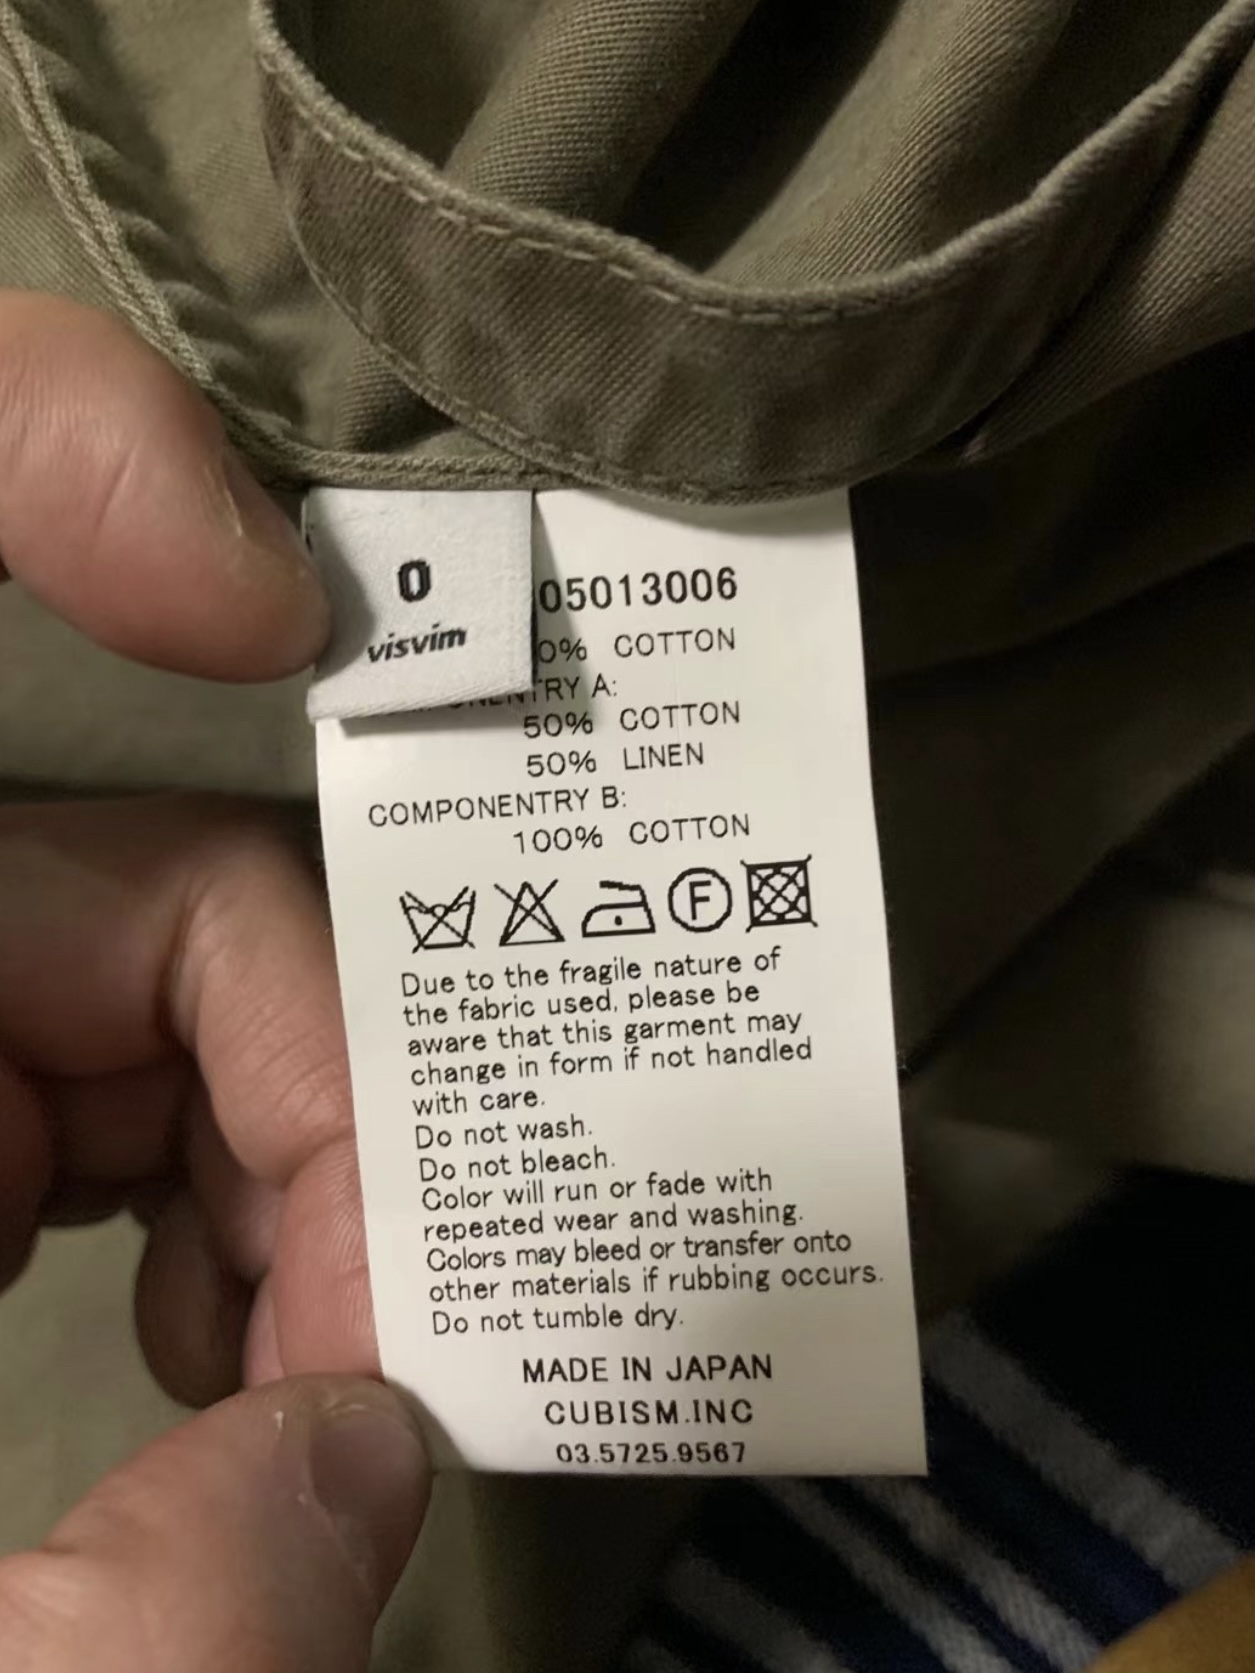 0
visvim
05013006
0% COTTON
TRY A:
50% COTTON
50% LINEN
COMPONENTRY B:
100% COTTON
F
Due to the fragile nature of
the fabric used, please be
aware that this garment may
change in form if not handled
with care.
Do not wash.
Do not bleach.
Color will run or fade with
repeated wear and washing.
Colors may bleed or transfer onto
other materials if rubbing occurs.
Do not tumble dry.
MADE IN JAPAN
CUBISM.INC
03.5725.9567